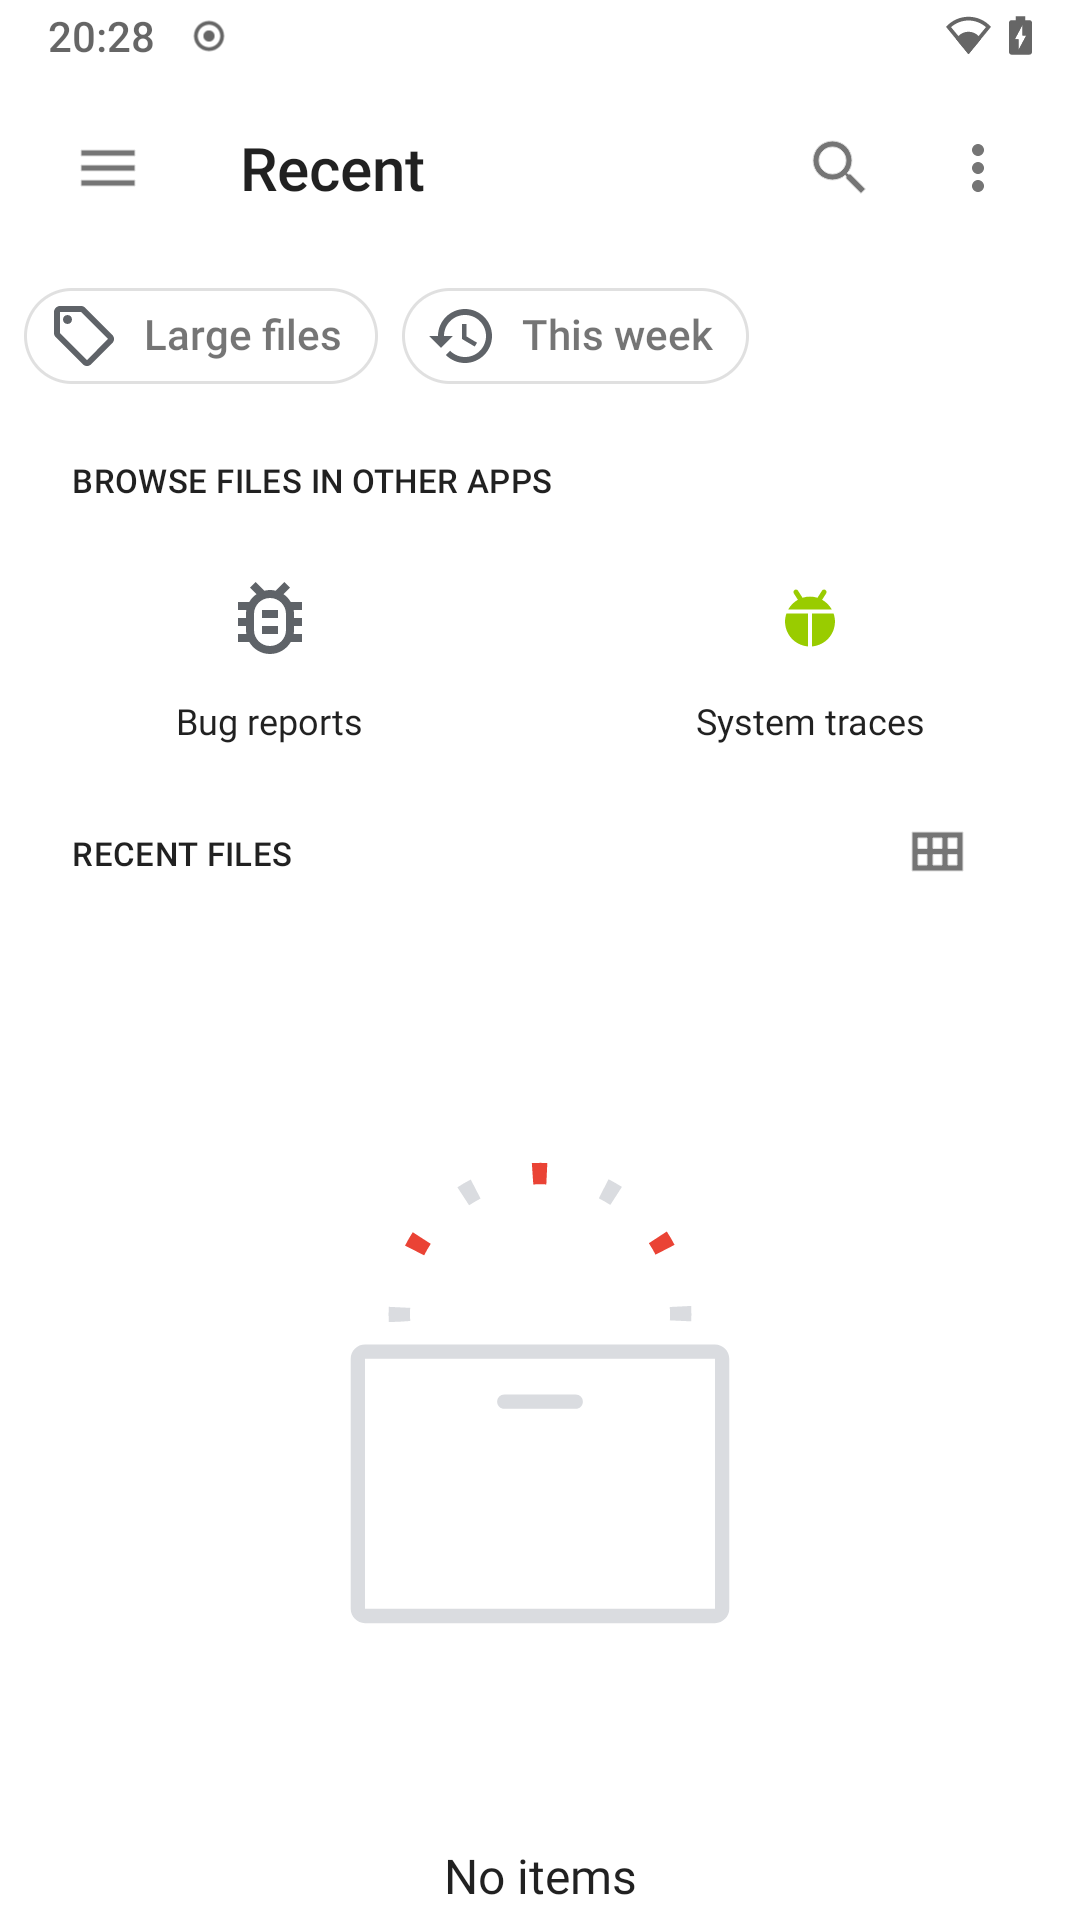 20:28
Recent
Large files
This week
BROWSE FILES IN OTHER APPS
Bug reports
System traces
RECENT FILES
No items